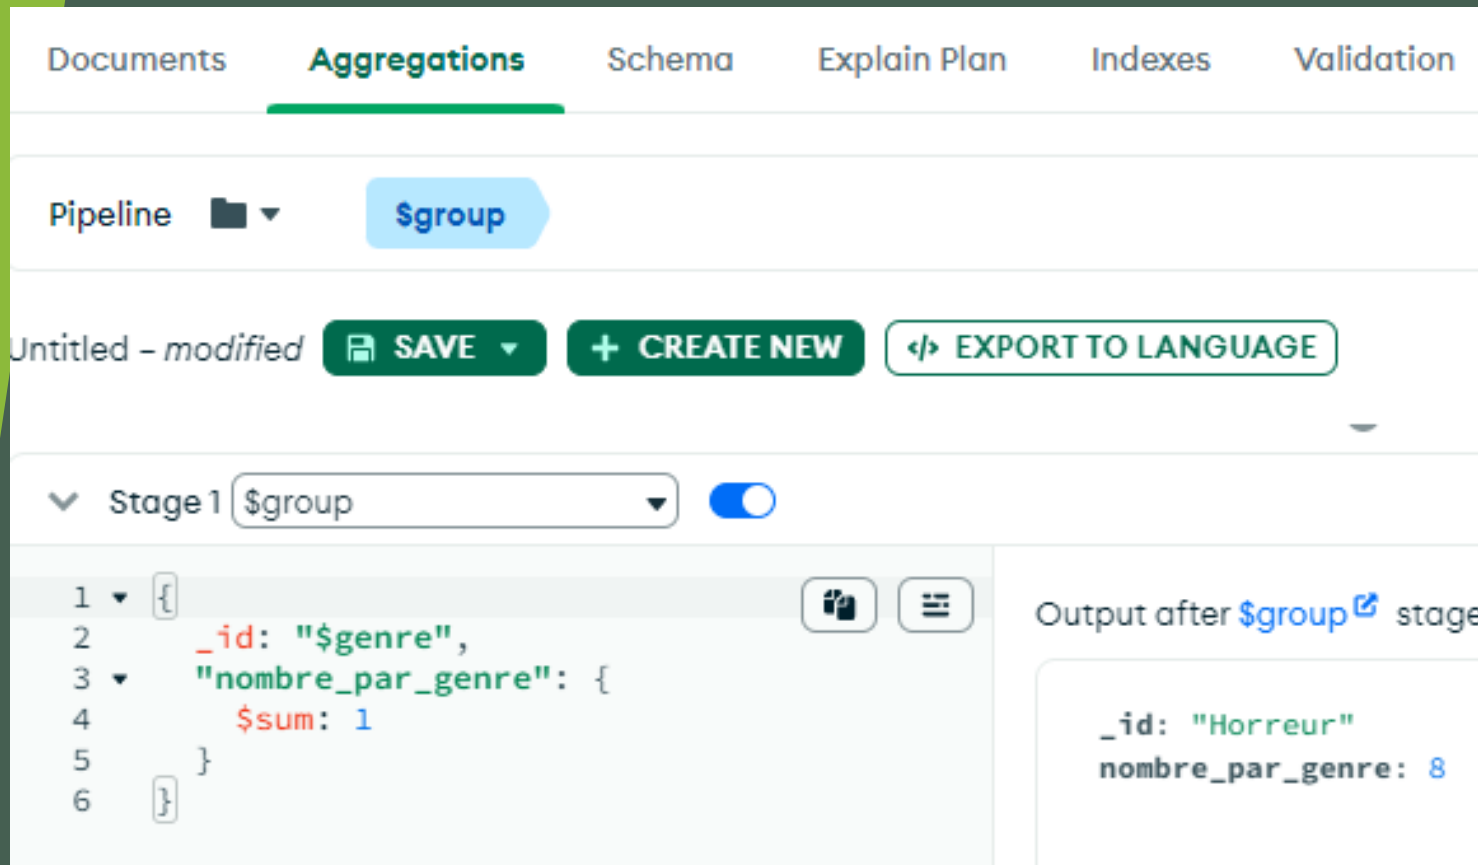 Documents Aggregations Schema Explain Plan Indexes Validation
Pipeline $group
Untitled – modified SAVE + CREATE NEW </> EXPORT TO LANGUAGE
Stage 1 $group
1 {
2 _id: "$genre",
3 "nombre_par_genre": {
4 $sum: 1
5 }
6 }
Output after $group stage
_id: "Horreur"
nombre_par_genre: 8